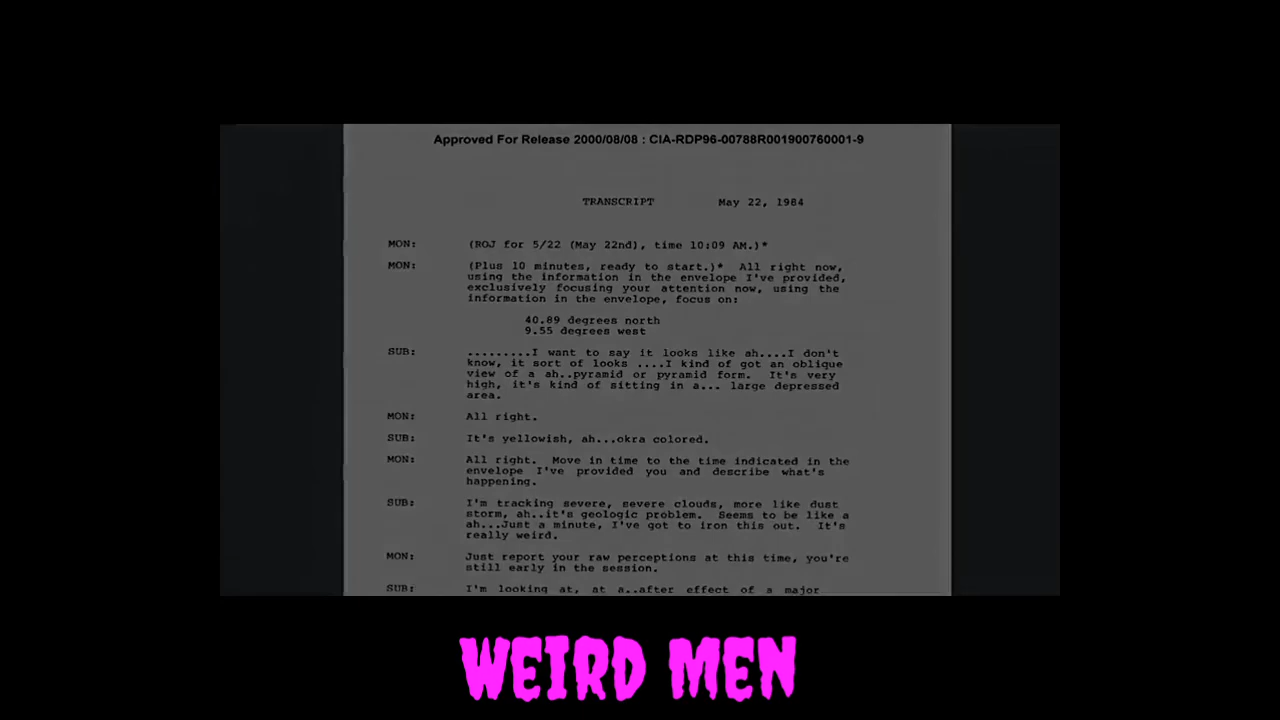 Approved For Release 2000/08/08 : CIA-RDP96-00788R001900760001-9
TRANSCRIPT May 22, 1984
MON: (ROJ for 5/22 (May 22nd), time 10:09 AM.)*
MON: (Plus 10 minutes, ready to start.)* All right now,
using the information in the envelope I've provided,
exclusively focusing your attention now, using the
information in the envelope, focus on:
40.89 degrees north
9.55 degrees west
SUB: .........I want to say it looks like ah....I don't
know, it sort of looks ....I kind of got an oblique
view of a ah..pyramid or pyramid form. It's very
high, it's kind of sitting in a... large depressed
area.
MON: All right.
SUB: It's yellowish, ah...okra colored.
MON: All right. Move in time to the time indicated in the
envelope I've provided you and describe what's
happening.
SUB: I'm tracking severe, severe clouds, more like dust
storm, ah..it's geologic problem. Seems to be like a
ah...Just a minute, I've got to iron this out. It's
really weird.
MON: Just report your raw perceptions at this time, you're
still early in the session.
SUB: I'm looking at, at a..after effect of a major
WEIRD MEN